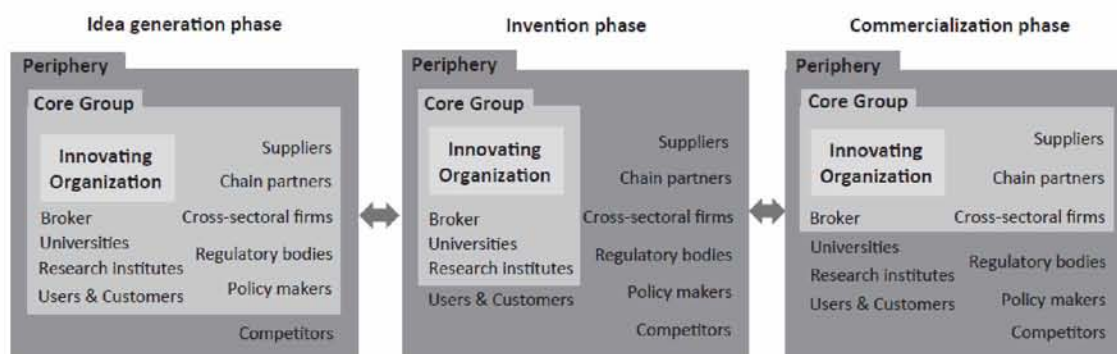 Idea generation phase
Periphery
Core Group
Innovating
Organization
Suppliers
Chain partners
Broker
Cross-sectoral firms
Universities
Regulatory bodies
Research institutes
Users & Customers
Policy makers
Competitors
Invention phase
Periphery
Core Group
Innovating
Organization
Suppliers
Chain partners
Broker
Cross-sectoral firms
Universities
Regulatory bodies
Research institutes
Users & Customers
Policy makers
Competitors
Commercialization phase
Periphery
Core Group
Innovating
Organization
Suppliers
Chain partners
Broker
Cross-sectoral firms
Universities
Regulatory bodies
Research institutes
Users & Customers
Policy makers
Competitors